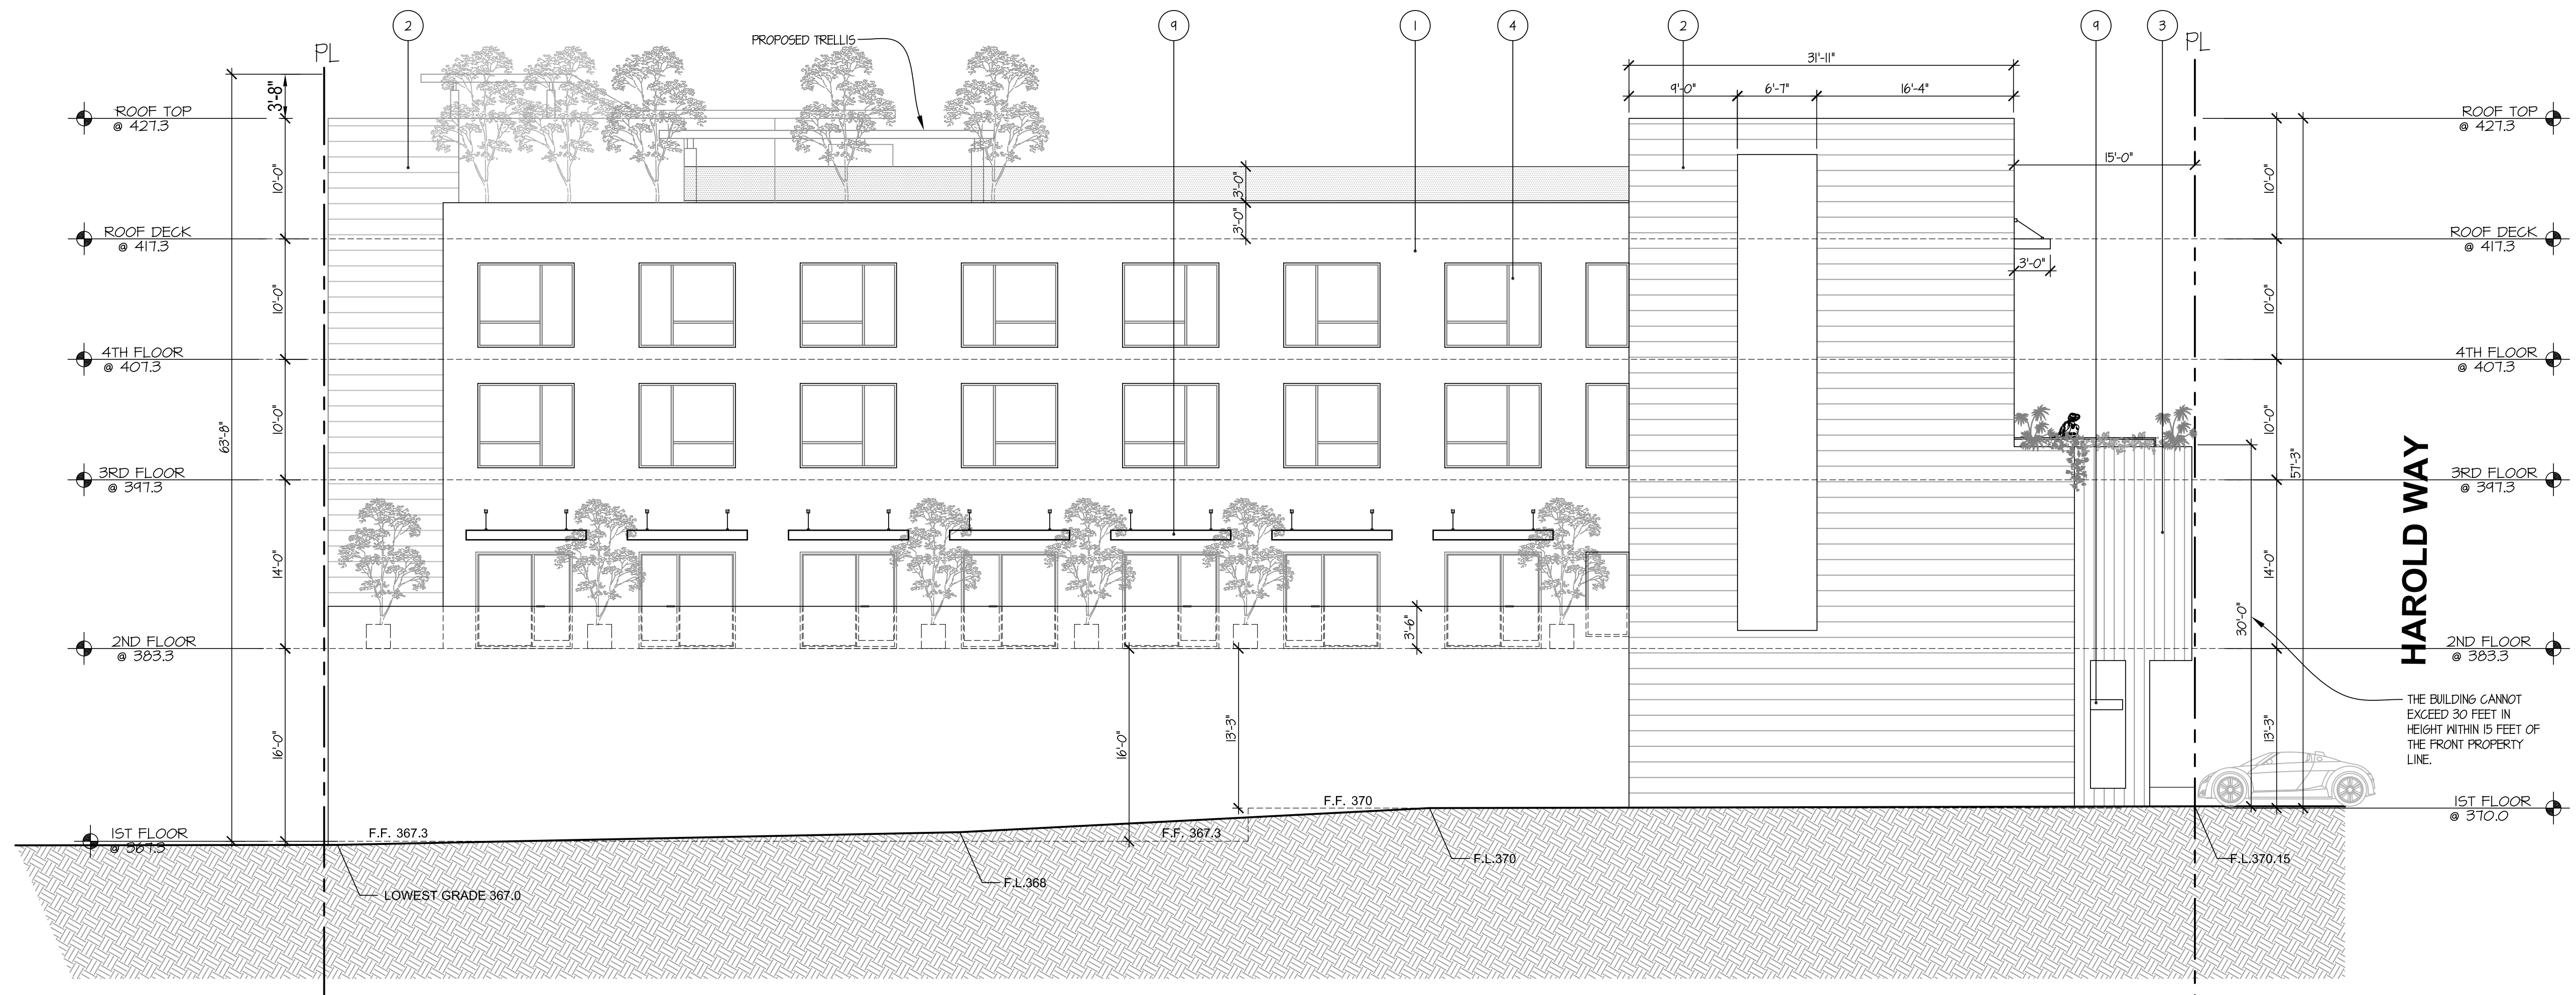 2
9
1
4
2
9
3
PL
PROPOSED TRELLIS
PL
31'-11"
9'-0"
6'-7"
16'-4"
3'-8"
ROOF TOP
@ 427.3
ROOF TOP
@ 427.3
15'-0"
10'-0"
3'-0"
10'-0"
3'-0"
ROOF DECK
@ 417.3
ROOF DECK
@ 417.3
3'-0"
10'-0"
10'-0"
4TH FLOOR
@ 407.3
4TH FLOOR
@ 407.3
63'-8"
10'-0"
10'-0"
57'-3"
3RD FLOOR
@ 397.3
3RD FLOOR
@ 397.3
HAROLD WAY
14'-0"
14'-0"
30'-0"
3'-6"
2ND FLOOR
@ 383.3
2ND FLOOR
@ 383.3
THE BUILDING CANNOT
EXCEED 30 FEET IN
HEIGHT WITHIN 15 FEET OF
THE FRONT PROPERTY
LINE.
16'-0"
16'-0"
13'-3"
13'-3"
F.F. 370
1ST FLOOR
@ 370.0
1ST FLOOR
@ 367.3
F.F. 367.3
F.F. 367.3
F.L.370
F.L.370.15
F.L.368
LOWEST GRADE 367.0